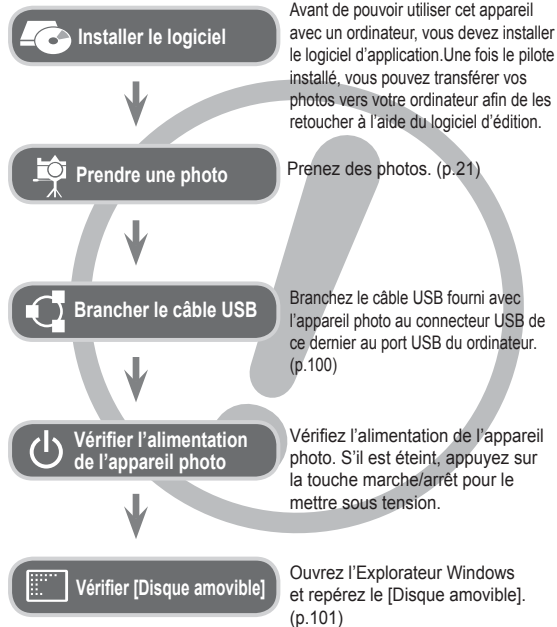 Installer le logiciel
Avant de pouvoir utiliser cet appareil
avec un ordinateur, vous devez installer
le logiciel d’application.Une fois le pilote
installé, vous pouvez transférer vos
photos vers votre ordinateur afin de les
retoucher à l’aide du logiciel d’édition.
Prendre une photo
Prenez des photos. (p.21)
Brancher le câble USB
Branchez le câble USB fourni avec
l’appareil photo au connecteur USB de
ce dernier au port USB du ordinateur.
(p.100)
Vérifier l’alimentation
de l’appareil photo
Vérifiez l’alimentation de l’appareil
photo. S’il est éteint, appuyez sur
la touche marche/arrêt pour le
mettre sous tension.
Vérifier [Disque amovible]
Ouvrez l’Explorateur Windows
et repérez le [Disque amovible].
(p.101)